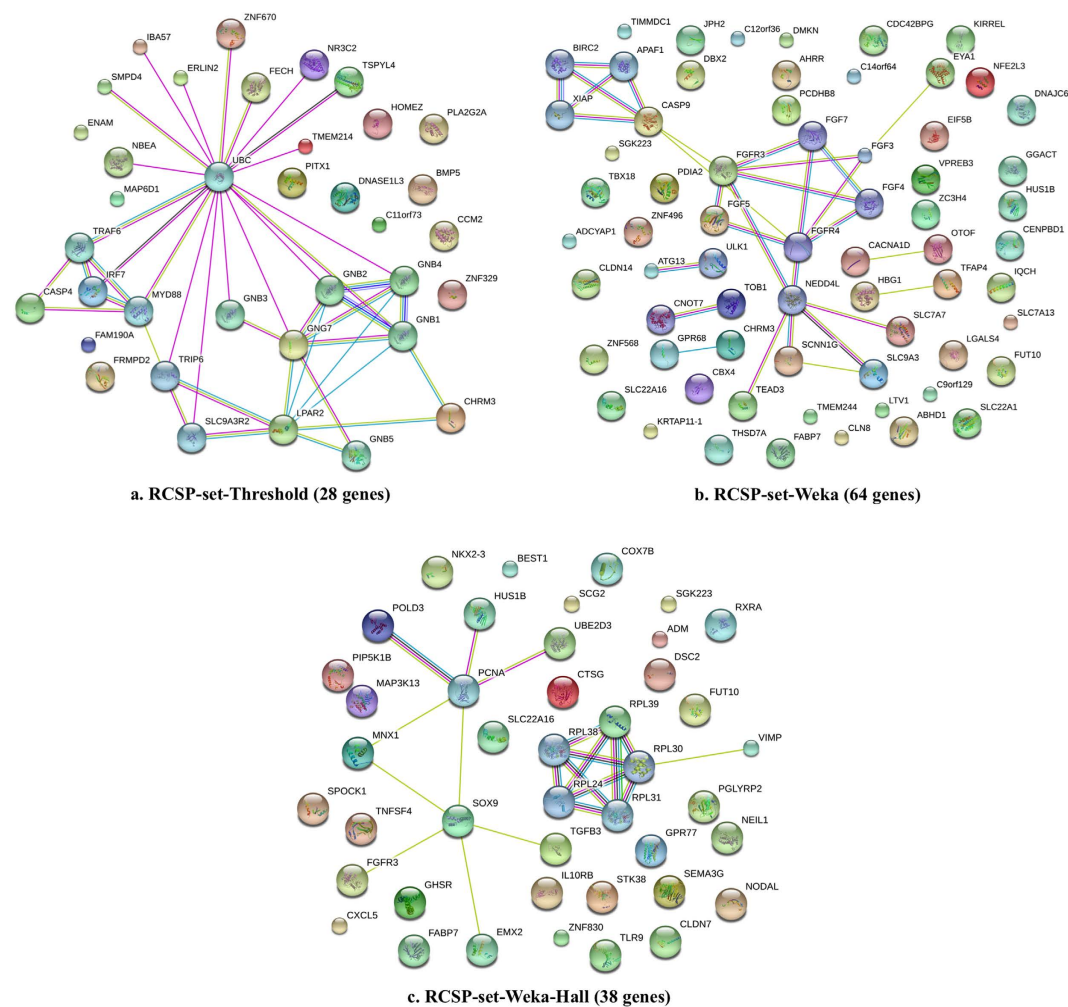 ZNF670
IBA57
NR3C2
ERLIN2
TSPYL4
SMPD4
FECH
HOMEZ
PLA2G2A
ENAM
TMEM214
NBEA
UBC
PITX1
BMP5
MAP6D1
DNASE1L3
C11orf73
CCM2
TRAF6
IRF7
GNB2
GNB4
CASP4
MYD88
GNB3
ZNF329
GNB1
GNG7
FAM190A
FRMPD2
TRIP6
CHRM3
SLC9A3R2
LPAR2
GNB5
a. RCSP-set-Threshold (28 genes)
TIMMDC1
JPH2
C12orf36
DMKN
CDC42BPG
KIRREL
BIRC2
APAF1
DBX2
AHRR
C14orf64
EYA1
NFE2L3
XIAP
CASP9
PCDHB8
DNAJC6
SGK223
FGFR3
FGF7
FGF3
EIF5B
GGACT
TBX18
PDIA2
VPREB3
FGF5
FGF4
HUS1B
ZNF496
ZC3H4
ADCYAP1
FGFR4
OTOF
CENPBD1
CACNA1D
CLDN14
ATG13
ULK1
NEDD4L
HBG1
TFAP4
IQCH
CNOT7
TOB1
SLC7A7
SLC7A13
ZNF568
GPR68
CHRM3
SCNN1G
SLC9A3
LGALS4
FUT10
CBX4
SLC22A16
TEAD3
C9orf129
TMEM244
LTV1
ABHD1
SLC22A1
KRTAP11-1
THSD7A
FABP7
CLN8
b. RCSP-set-Weka (64 genes)
NKX2-3
BEST1
COX7B
POLD3
HUS1B
SCG2
SGK223
RXRA
UBE2D3
ADM
PIP5K1B
PCNA
DSC2
MAP3K13
CTSG
FUT10
SLC22A16
RPL39
MNX1
RPL38
RPL30
VIMP
RPL24
RPL31
SPOCK1
TNFSF4
SOX9
PGLYRP2
NEIL1
TGFB3
GPR77
FGFR3
GHSR
IL10RB
STK38
SEMA3G
NODAL
CXCL5
FABP7
EMX2
ZNF830
TLR9
CLDN7
c. RCSP-set-Weka-Hall (38 genes)